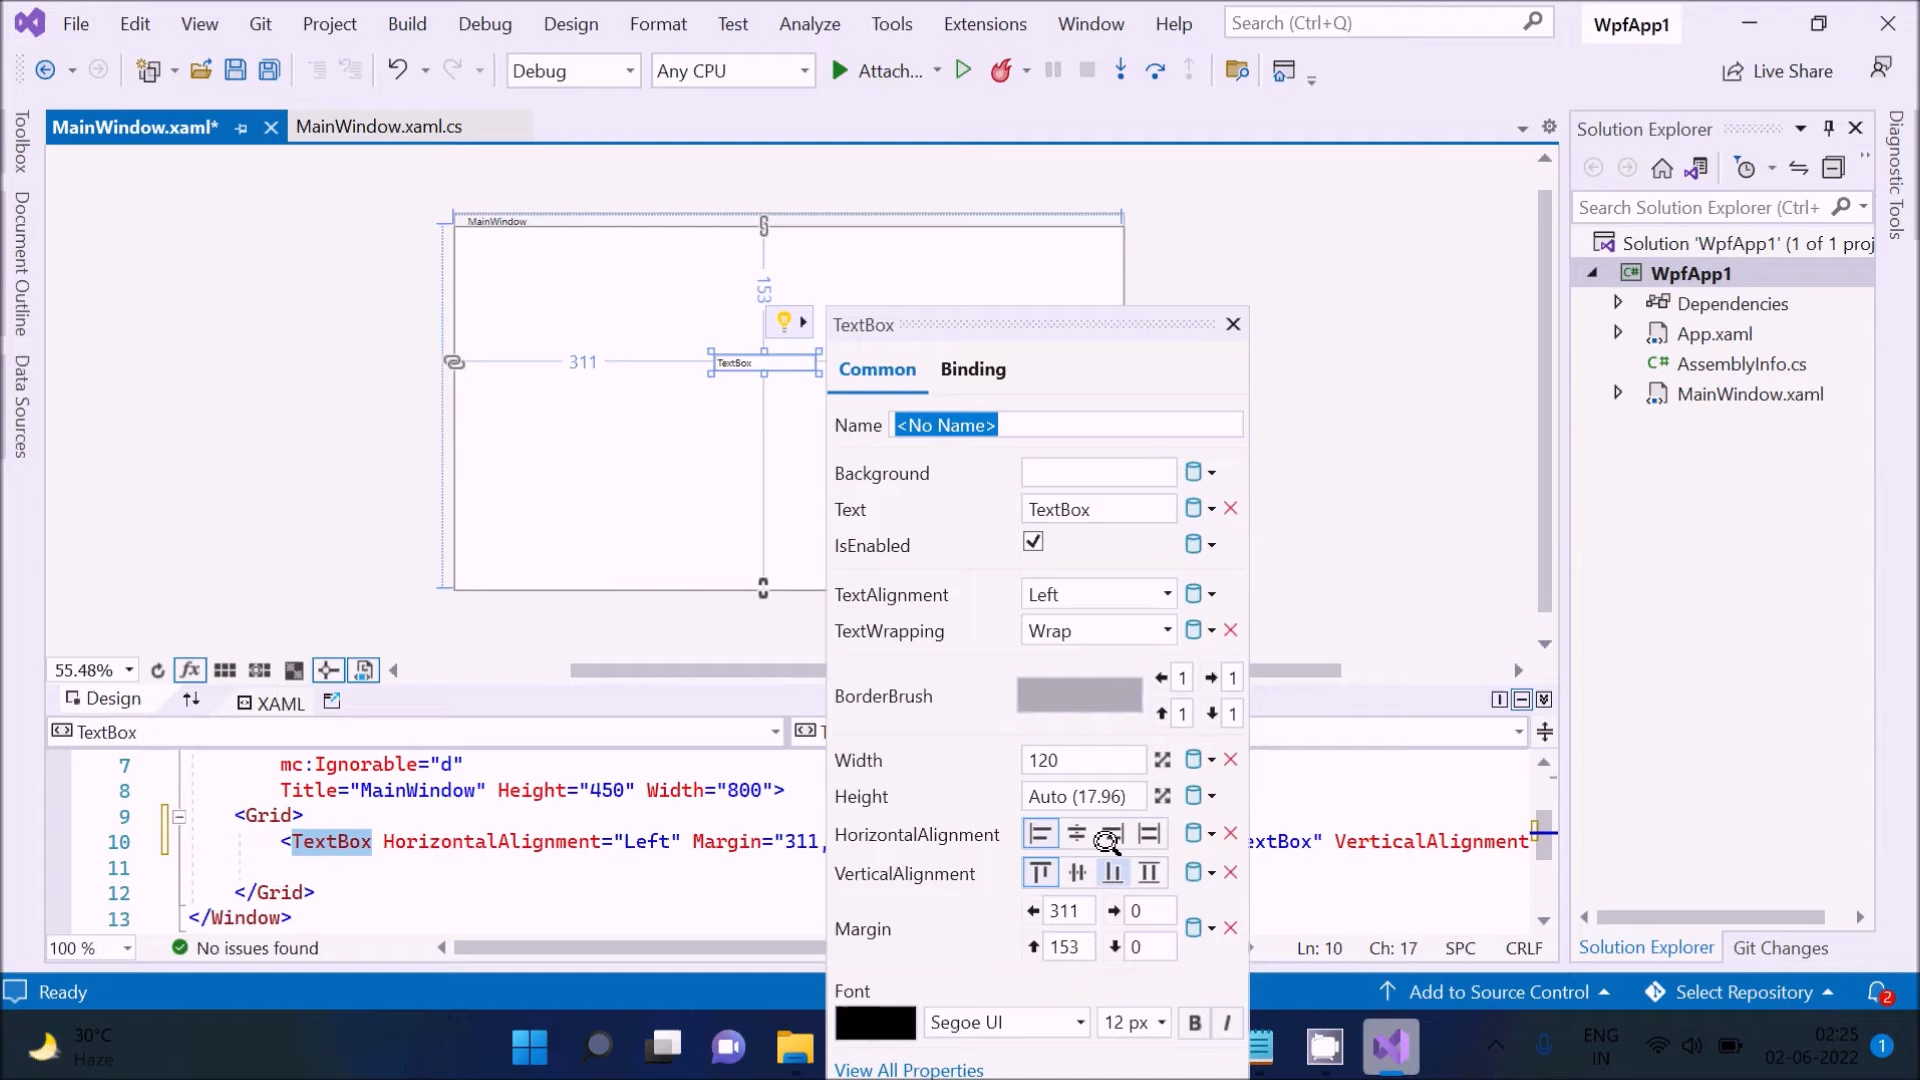 File Edit View Git Project Build Debug Design Format Test Analyze Tools Extensions Window Help Search (Ctrl+Q) WpfApp1
Debug Any CPU Attach... Live Share
MainWindow.xaml* MainWindow.xaml.cs
Toolbox
Document Outline
Data Sources
MainWindow
153
311
TextBox
TextBox
Common Binding
Name <No Name>
Background
Text TextBox
IsEnabled
TextAlignment Left
TextWrapping Wrap
BorderBrush 1 1
1 1
Width 120
Height Auto (17.96)
HorizontalAlignment
VerticalAlignment
Margin 311 0
153 0
Font
Segoe UI 12 px B I
View All Properties
55.48% fx
Design XAML
TextBox
7 mc:Ignorable="d"
8 Title="MainWindow" Height="450" Width="800">
9 <Grid>
10 <TextBox HorizontalAlignment="Left" Margin="311, extBox" VerticalAlignment
11
12 </Grid>
13 </Window>
100 % No issues found Ln: 10 Ch: 17 SPC CRLF
Solution Explorer
Search Solution Explorer (Ctrl+
Solution 'WpfApp1' (1 of 1 proj
C# WpfApp1
Dependencies
App.xaml
C# AssemblyInfo.cs
MainWindow.xaml
Solution Explorer Git Changes
Diagnostic Tools
Ready Add to Source Control Select Repository 2
30°C
Haze
ENG
IN
02:25
02-06-2022
1